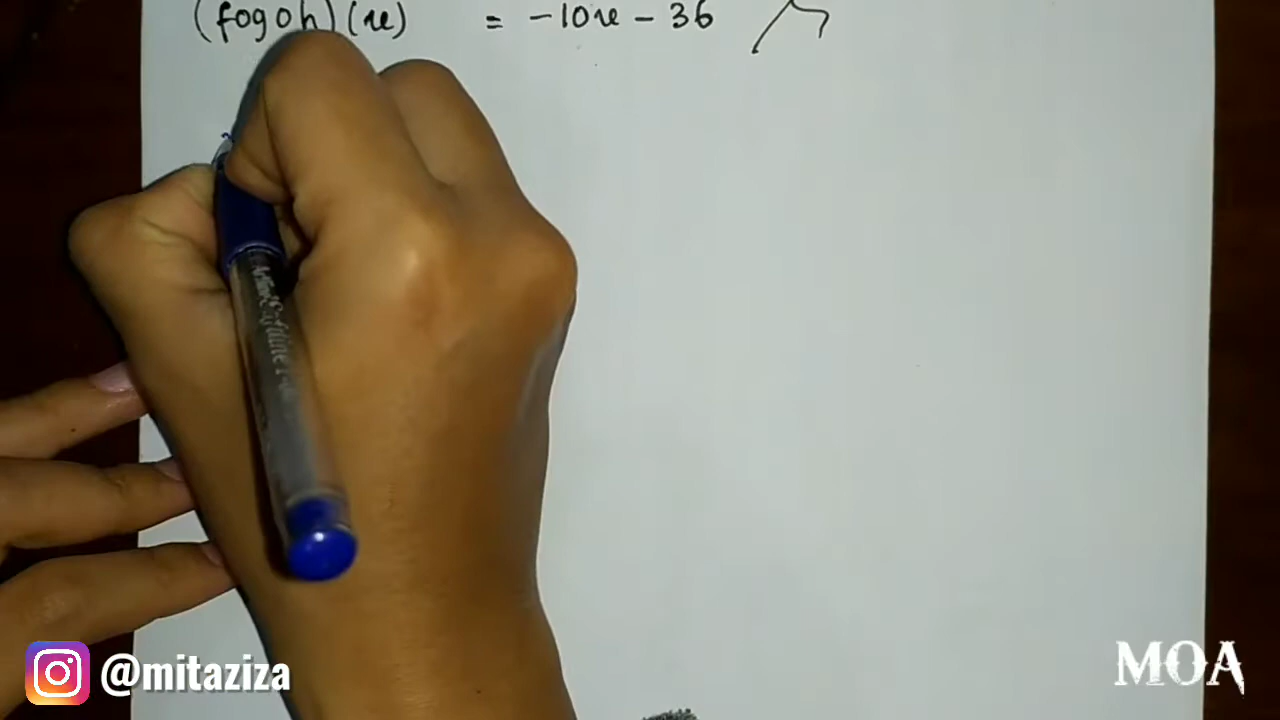 (fogoh)(x) = -10x - 36
@mitaziza
MOA